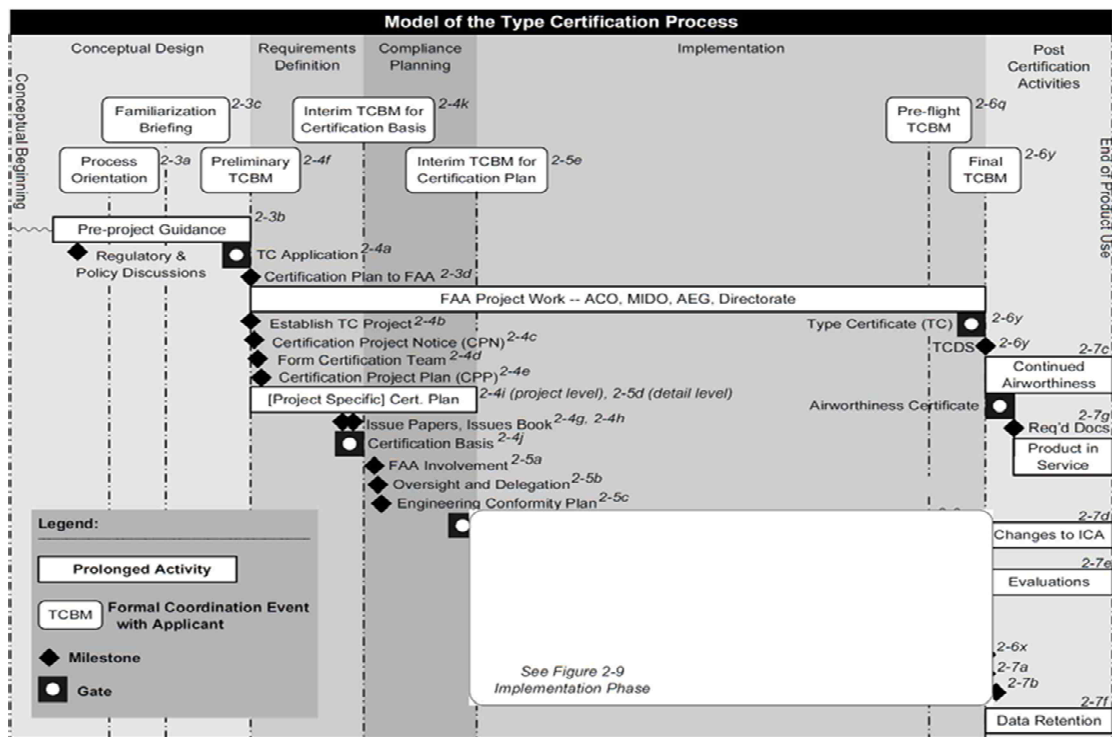 Model of the Type Certification Process
Conceptual Design
Requirements
Definition
Compliance
Planning
Implementation
Post
Certification
Activities
Conceptual Beginning
End of Product Use
Familiarization
Briefing
2-3c
Interim TCBM for
Certification Basis
2-4k
Pre-flight
TCBM
2-6q
Process
Orientation
2-3a
Preliminary
TCBM
2-4f
Interim TCBM for
Certification Plan
2-5e
Final
TCBM
2-6y
Pre-project Guidance
2-3b
Regulatory &
Policy Discussions
TC Application 2-4a
Certification Plan to FAA 2-3d
FAA Project Work -- ACO, MIDO, AEG, Directorate
Establish TC Project 2-4b
Type Certificate (TC)
2-6y
Certification Project Notice (CPN) 2-4c
TCDS
2-6y
Form Certification Team 2-4d
2-7c
Continued
Airworthiness
Certification Project Plan (CPP) 2-4e
[Project Specific] Cert. Plan
2-4i (project level), 2-5d (detail level)
Airworthiness Certificate
2-7g
Issue Papers, Issues Book 2-4g, 2-4h
Req'd Docs
Certification Basis 2-4j
Product in
Service
FAA Involvement 2-5a
Oversight and Delegation 2-5b
Engineering Conformity Plan 2-5c
2-7d
Changes to ICA
2-7e
Evaluations
2-6x
2-7a
2-7b
2-7f
Data Retention
See Figure 2-9
Implementation Phase
Legend:
Prolonged Activity
TCBM
Formal Coordination Event
with Applicant
Milestone
Gate